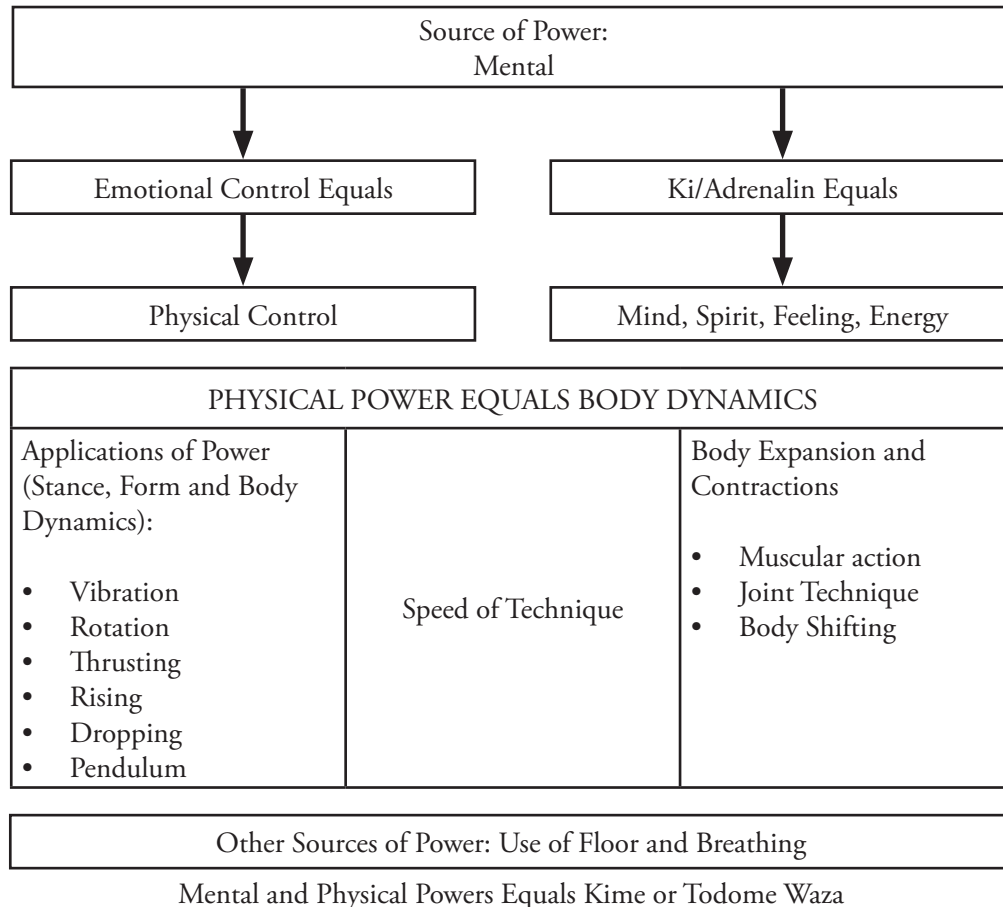 Source of Power:
Mental
Emotional Control Equals
Ki/Adrenalin Equals
Physical Control
Mind, Spirit, Feeling, Energy
PHYSICAL POWER EQUALS BODY DYNAMICS
Applications of Power
(Stance, Form and Body
Dynamics):
• Vibration
• Rotation
• Thrusting
• Rising
• Dropping
• Pendulum
Speed of Technique
Body Expansion and
Contractions
• Muscular action
• Joint Technique
• Body Shifting
Other Sources of Power: Use of Floor and Breathing
Mental and Physical Powers Equals Kime or Todome Waza